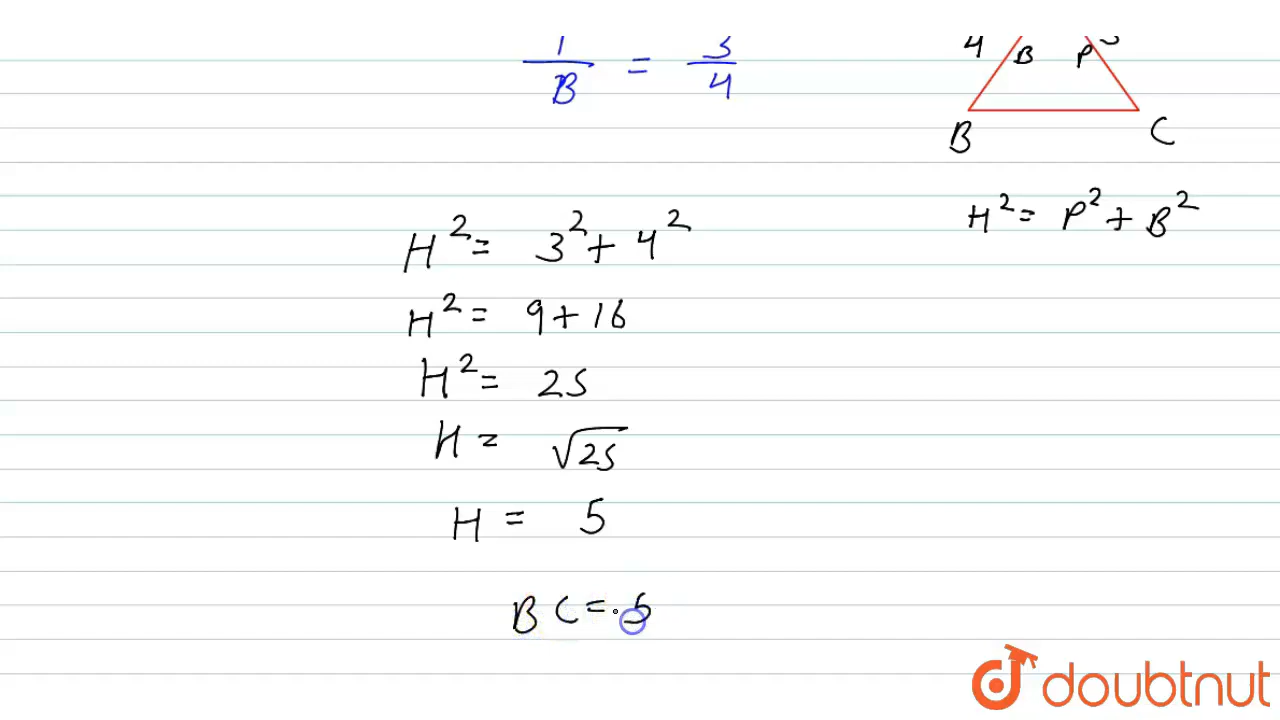 1/B = 3/4
4 B P
B C
H² = P² + B²
H² = 3² + 4²
H² = 9 + 16
H² = 25
H = √25
H = 5
BC = 5
doubtnut